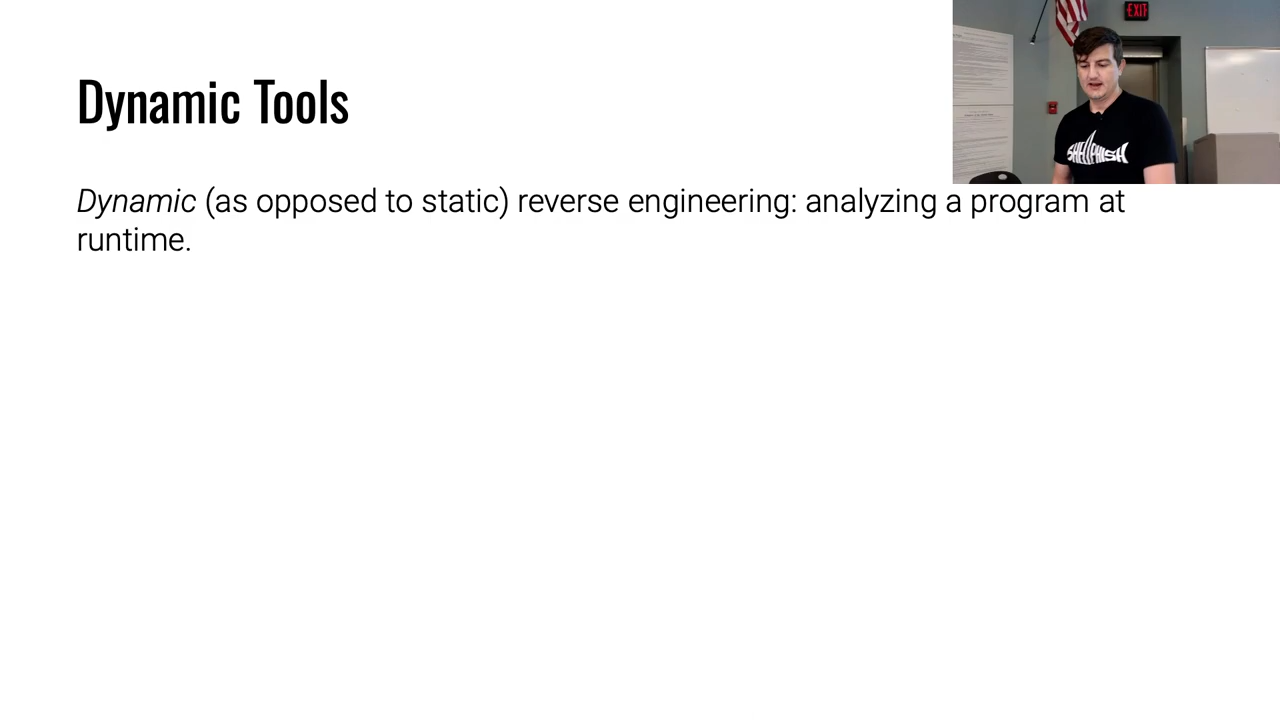 Dynamic Tools
Dynamic (as opposed to static) reverse engineering: analyzing a program at
runtime.
EXIT
SHELLPHISH